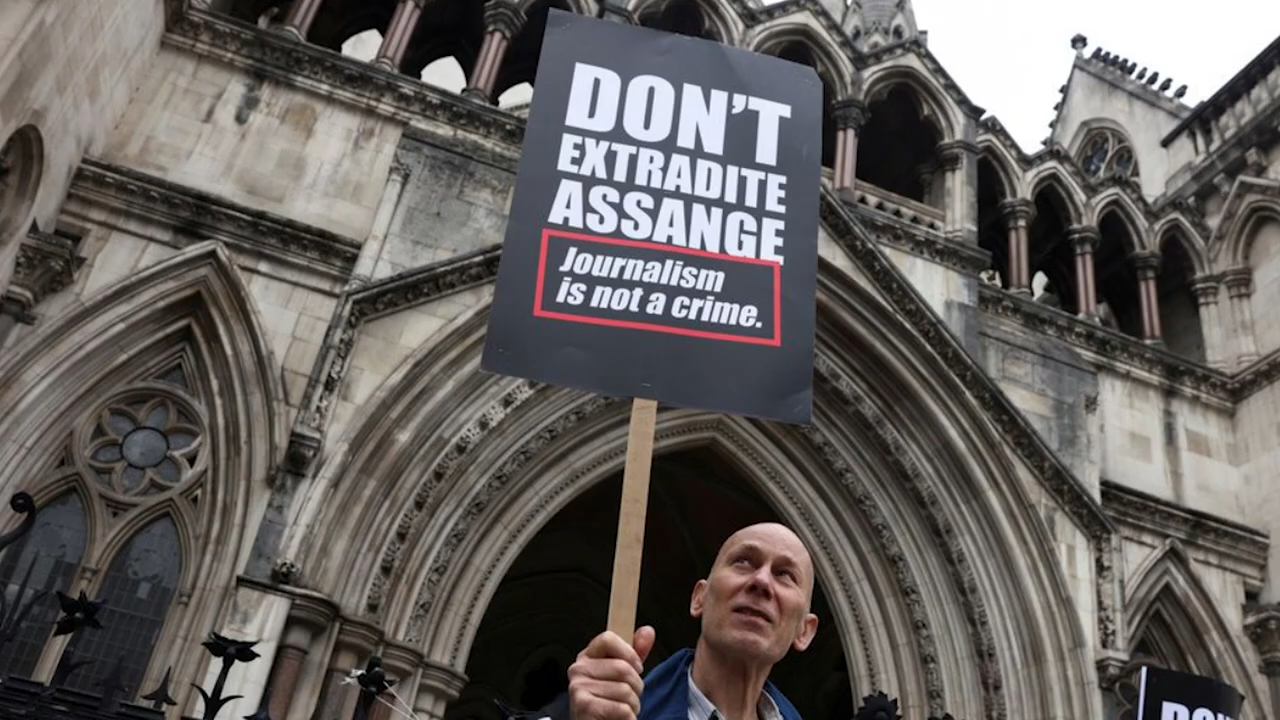 DON'T
EXTRADITE
ASSANGE
Journalism
is not a crime.